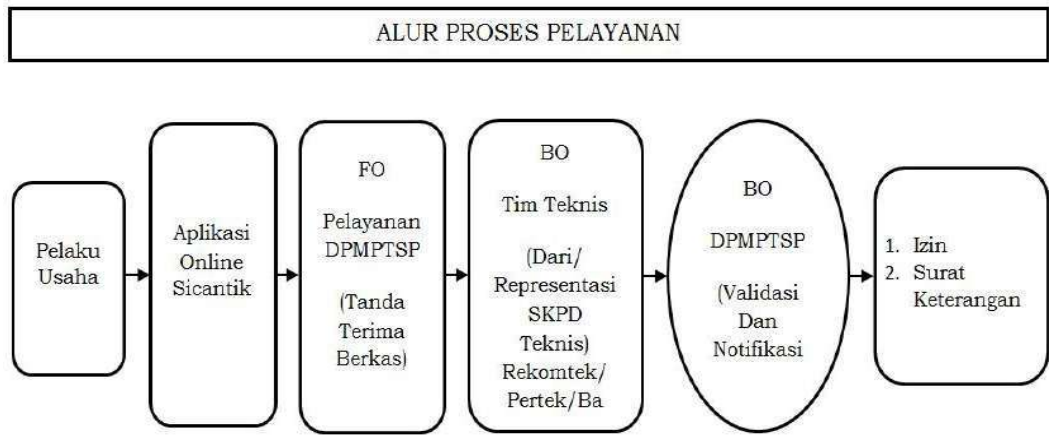 ALUR PROSES PELAYANAN
Pelaku
Usaha
Aplikasi
Online
Sicantik
FO
Pelayanan
DPMPTSP
(Tanda
Terima
Berkas)
BO
Tim Teknis
(Dari/
Representasi
SKPD
Teknis)
Rekomtek/
Pertek/Ba
BO
DPMPTSP
(Validasi
Dan
Notifikasi
1. Izin
2. Surat
Keterangan